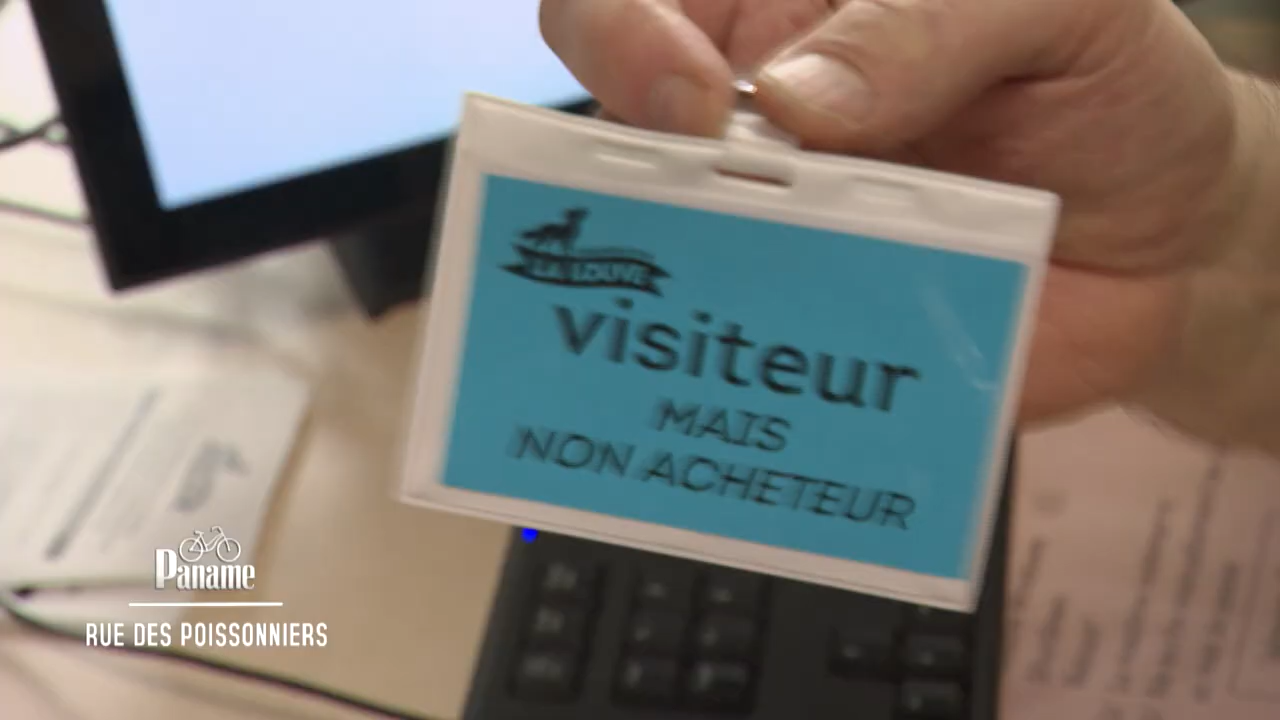 LA LOUVE
visiteur
MAIS
NON ACHETEUR
Paname
RUE DES POISSONNIERS